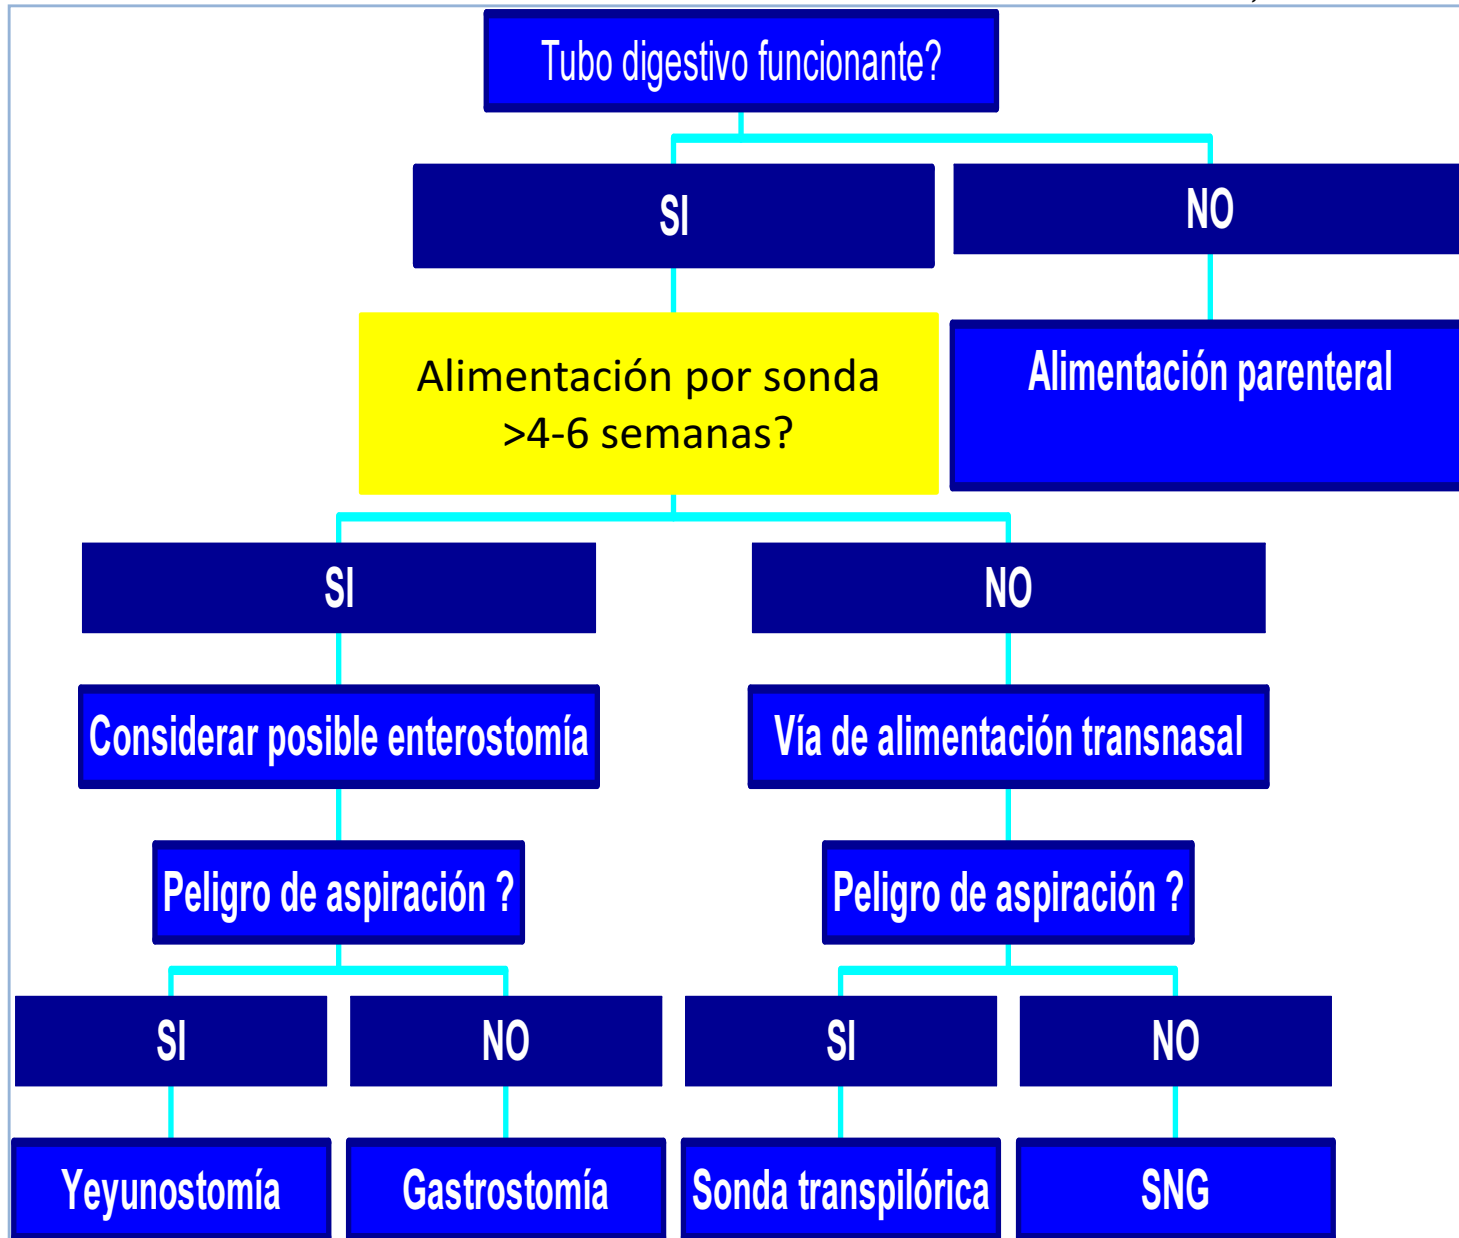 Tubo digestivo funcionante?
SI
NO
Alimentación por sonda
>4-6 semanas?
Alimentación parenteral
SI
NO
Considerar posible enterostomía
Vía de alimentación transnasal
Peligro de aspiración ?
Peligro de aspiración ?
SI
NO
SI
NO
Yeyunostomía
Gastrostomía
Sonda transpilórica
SNG